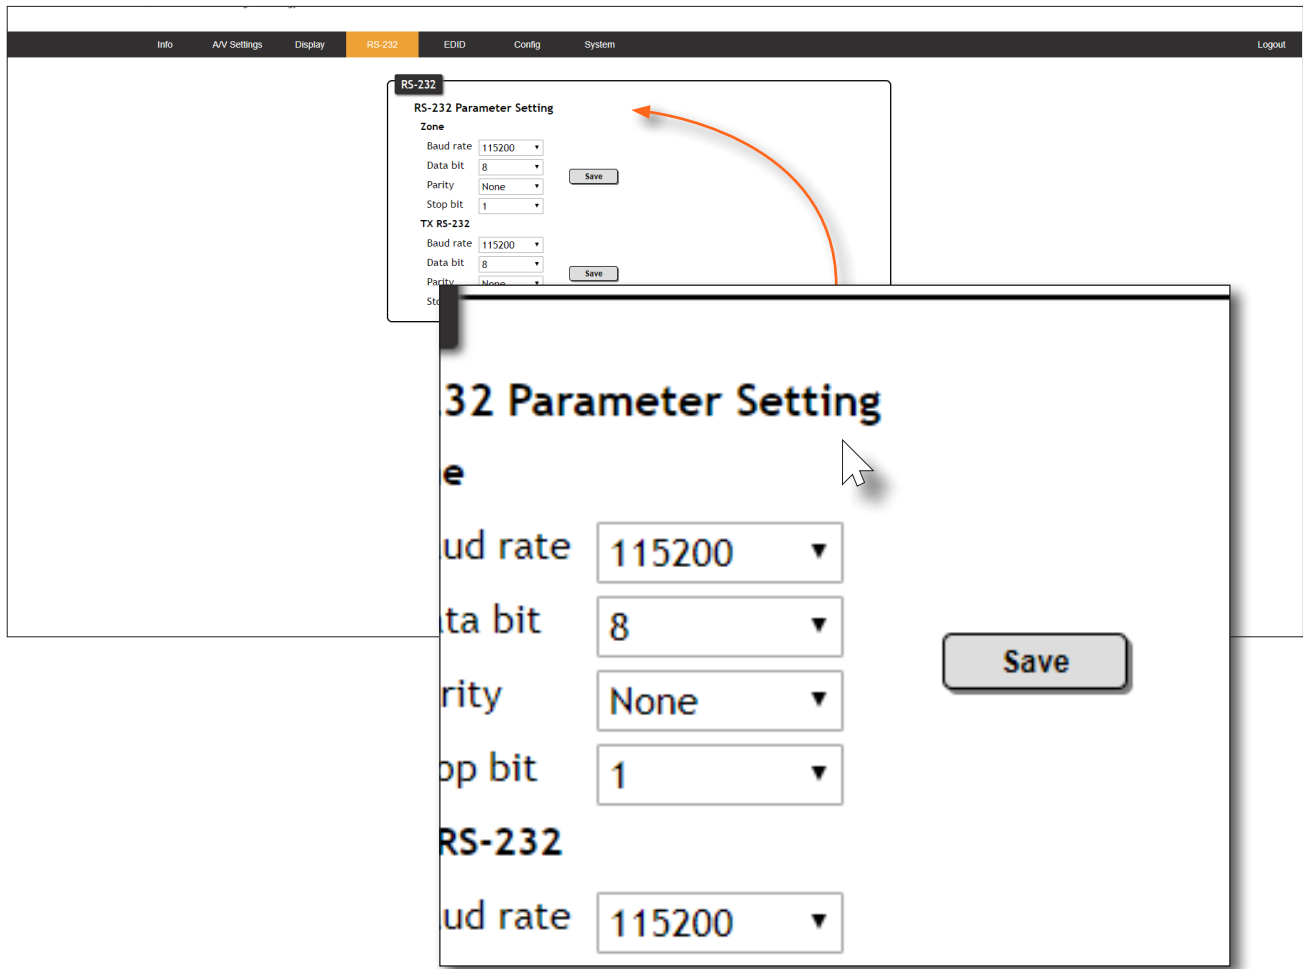 Info A/V Settings Display RS-232 EDID Config System Logout
RS-232
RS-232 Parameter Setting
Zone
Baud rate 115200
Data bit 8
Save
Parity None
Stop bit 1
TX RS-232
Baud rate 115200
Data bit 8
Save
Parity None
Sto
32 Parameter Setting
e
ud rate 115200
ta bit 8
Save
rity None
op bit 1
RS-232
ud rate 115200